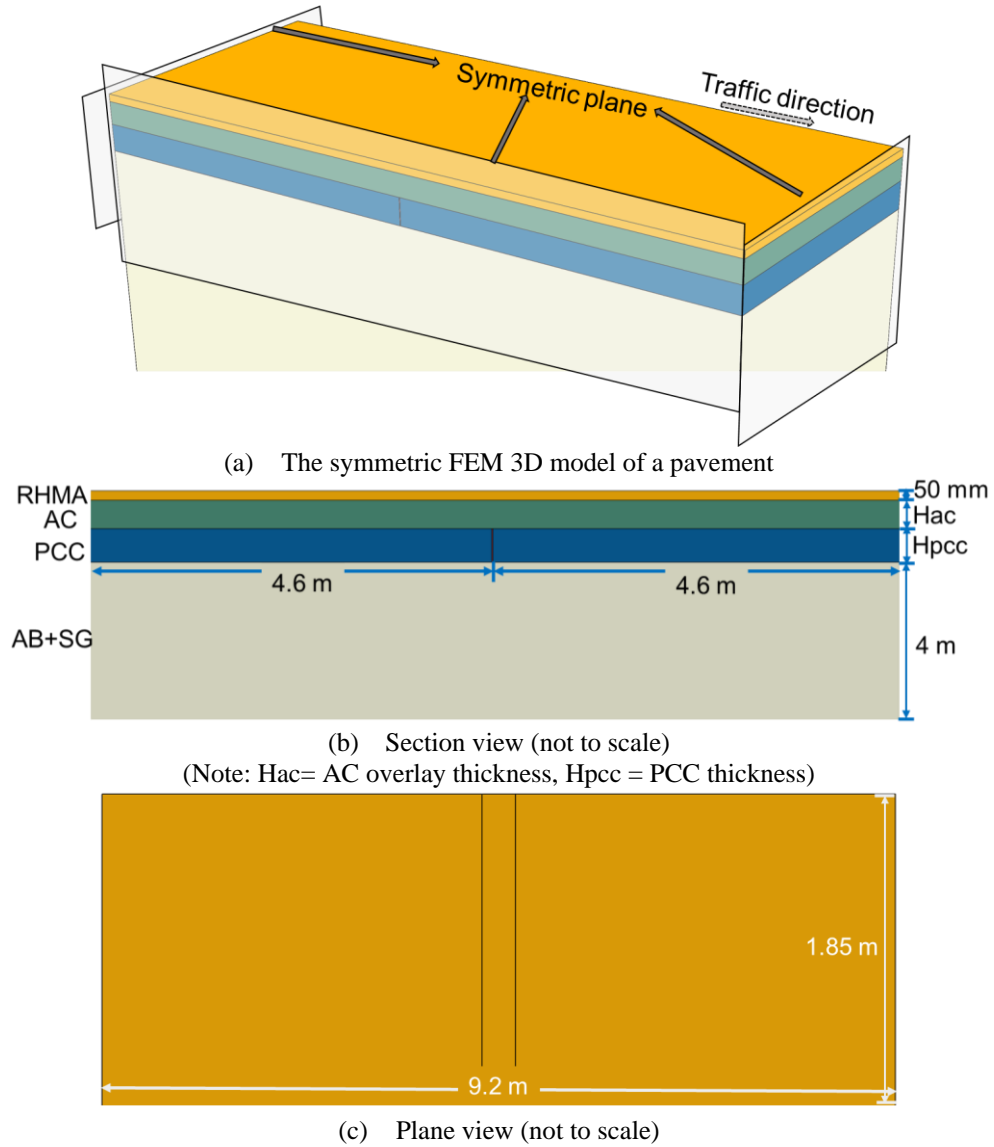 Symmetric plane
Traffic direction
(a) The symmetric FEM 3D model of a pavement
RHMA
50 mm
AC
Hac
PCC
Hpcc
4.6 m
4.6 m
AB+SG
4 m
(b) Section view (not to scale)
(Note: Hac= AC overlay thickness, Hpcc = PCC thickness)
1.85 m
9.2 m
(c) Plane view (not to scale)